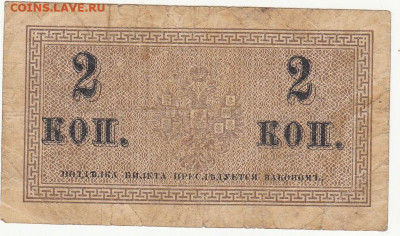 COINS.LAVE.RU
2 2
КОП. КОП.
ПОДДѢЛКА БИЛЕТА ПРЕСЛѢДУЕТСЯ ЗАКОНОМЪ.